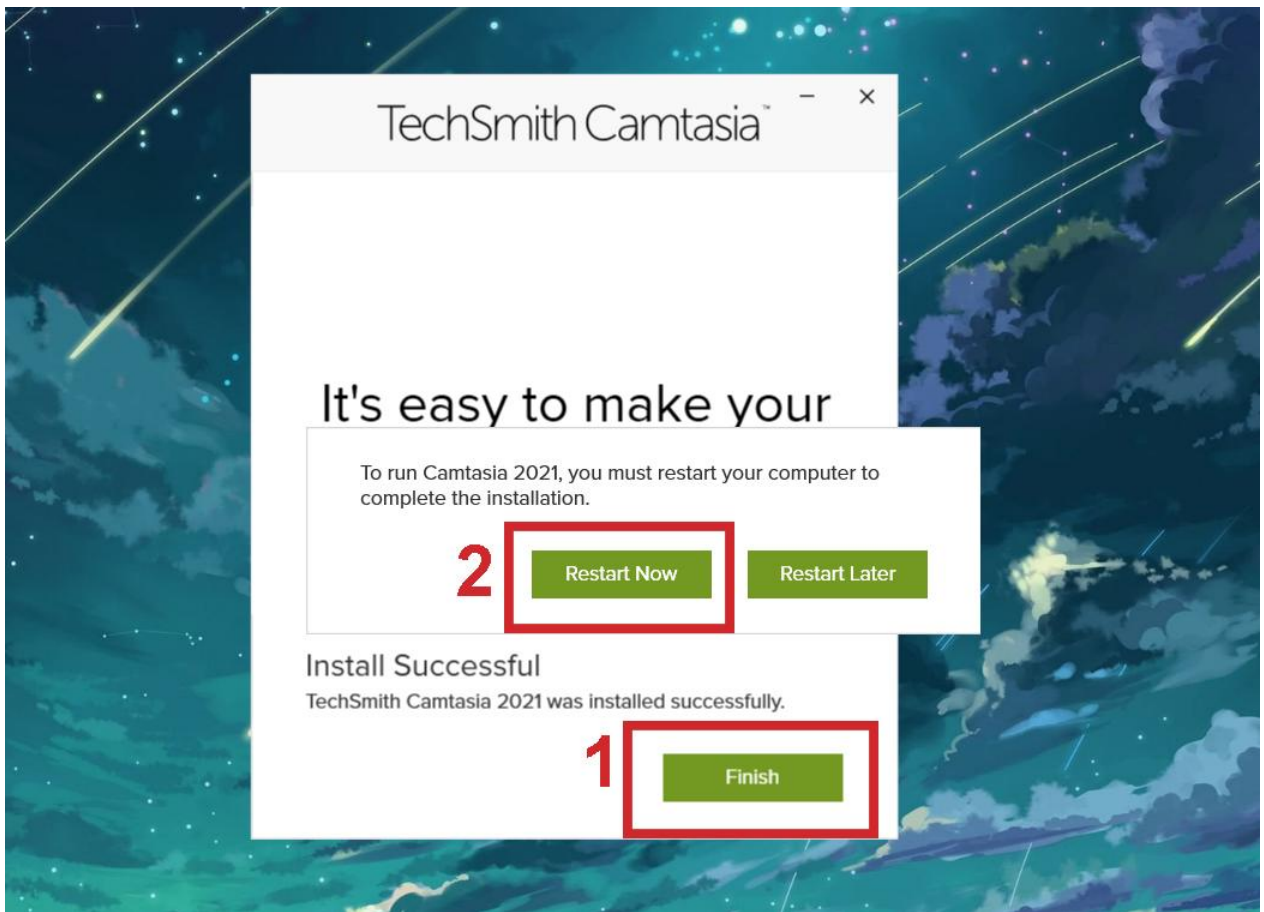 TechSmith Camtasia™
It's easy to make your
To run Camtasia 2021, you must restart your computer to
complete the installation.
2
Restart Now
Restart Later
Install Successful
TechSmith Camtasia 2021 was installed successfully.
1
Finish